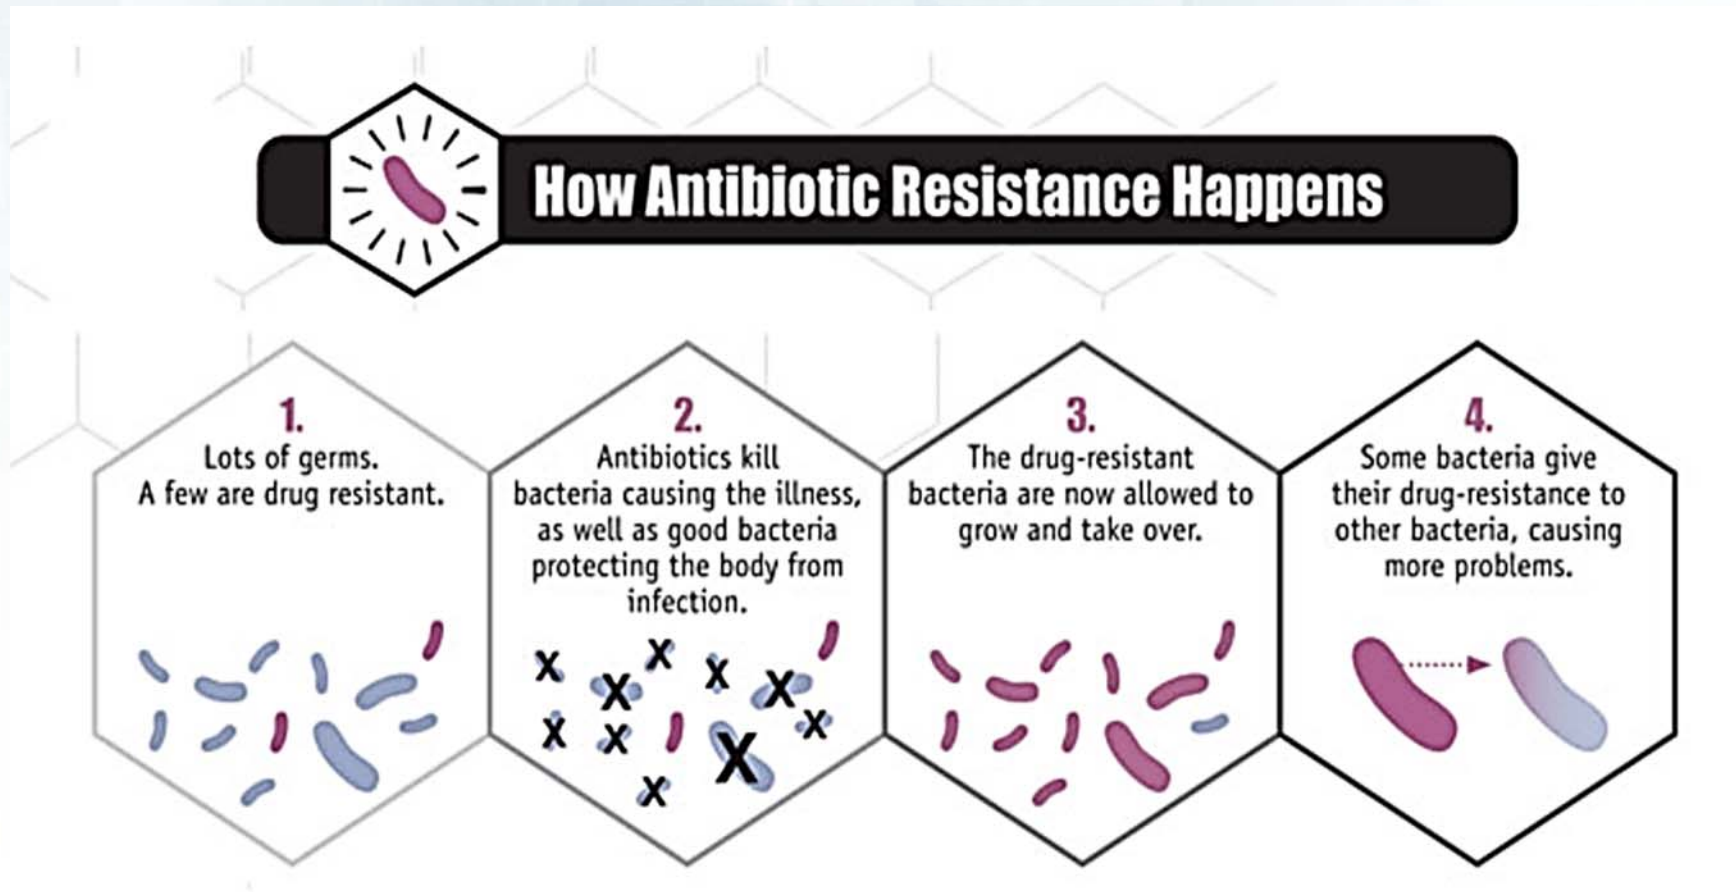 How Antibiotic Resistance Happens
1.
Lots of germs.
A few are drug resistant.
2.
Antibiotics kill
bacteria causing the illness,
as well as good bacteria
protecting the body from
infection.
3.
The drug-resistant
bacteria are now allowed to
grow and take over.
4.
Some bacteria give
their drug-resistance to
other bacteria, causing
more problems.